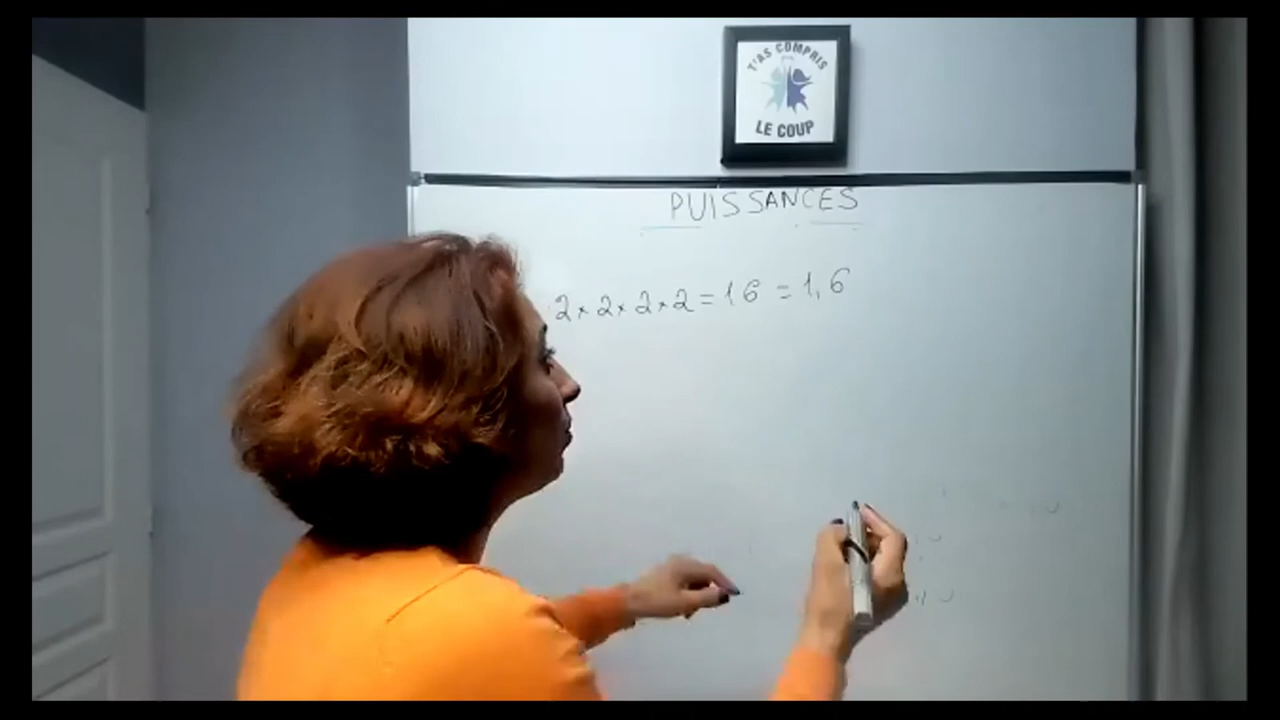 T'AS COMPRIS
LE COUP
PUISSANCES
2 × 2 × 2 × 2 = 16 = 1,6